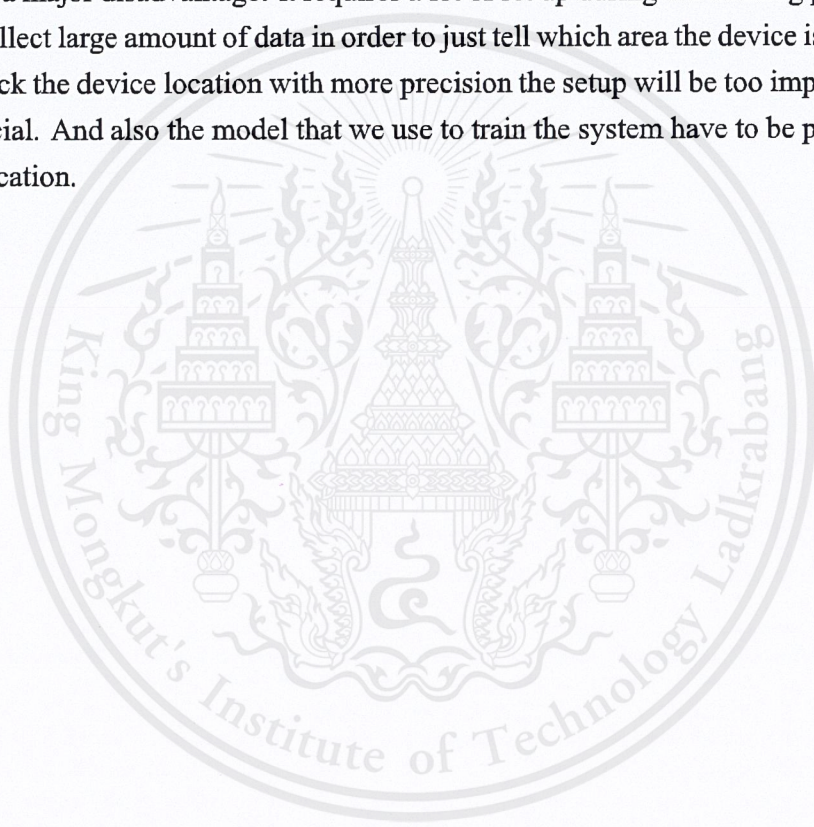 llect large amount of data in order to just tell which area the device is
ck the device location with more precision the setup will be too imp
cial. And also the model that we use to train the system have to be p
cation.
King Mongkut's Institute of Technology Ladkrabang